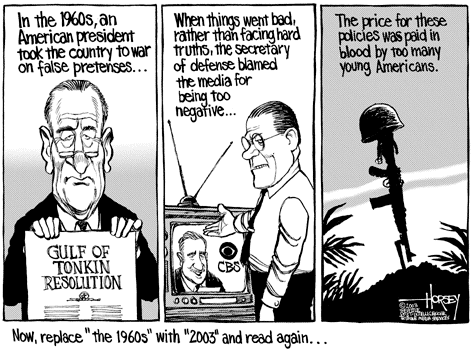 In the 1960s, an
American president
took the country to war
on false pretenses...
GULF OF
TONKIN
RESOLUTION
When things went bad,
rather than facing hard
truths, the secretary
of defense blamed
the media for
being too
negative...
CBS
The price for these
policies was paid in
blood by too many
young Americans.
HORSEY
©2003
Now, replace "the 1960s" with "2003" and read again...